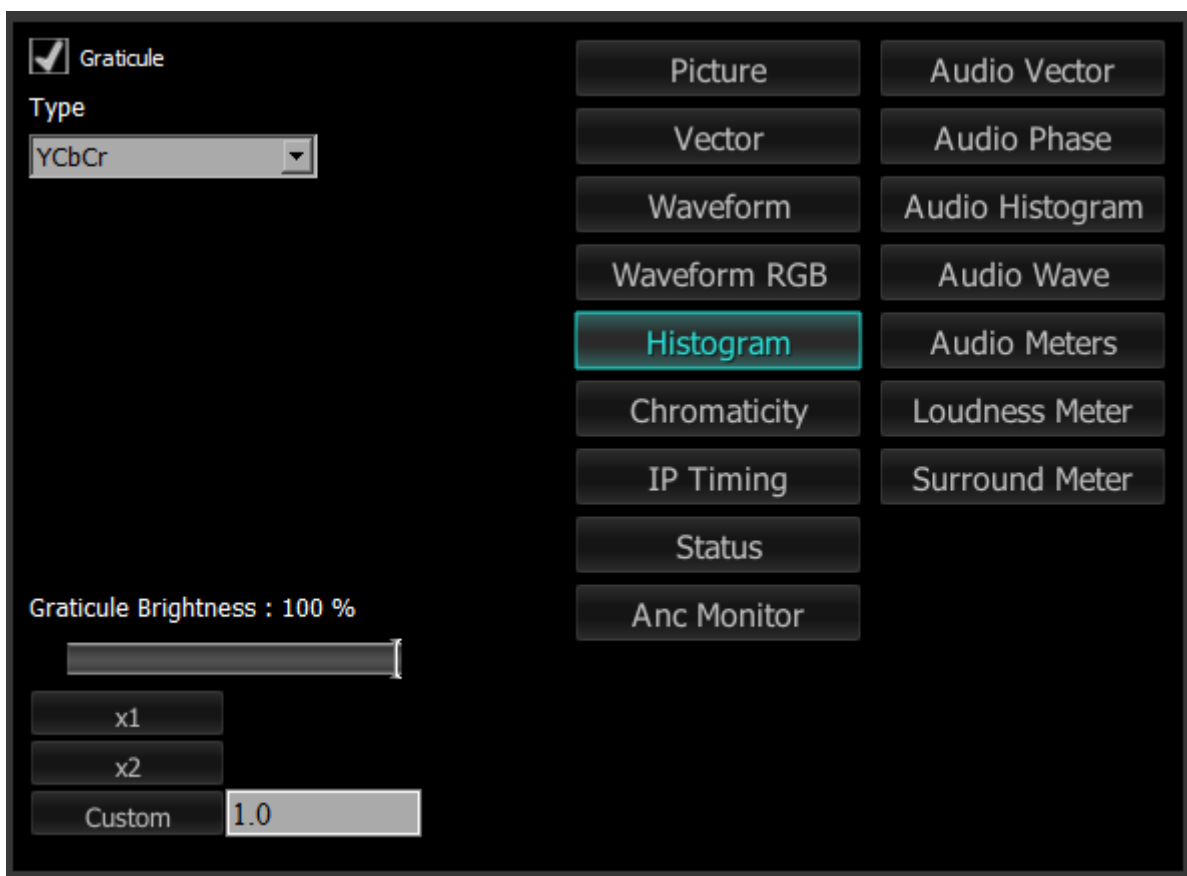 Graticule
Type
YCbCr
Graticule Brightness : 100 %
x1
x2
Custom
1.0
Picture
Vector
Waveform
Waveform RGB
Histogram
Chromaticity
IP Timing
Status
Anc Monitor
Audio Vector
Audio Phase
Audio Histogram
Audio Wave
Audio Meters
Loudness Meter
Surround Meter